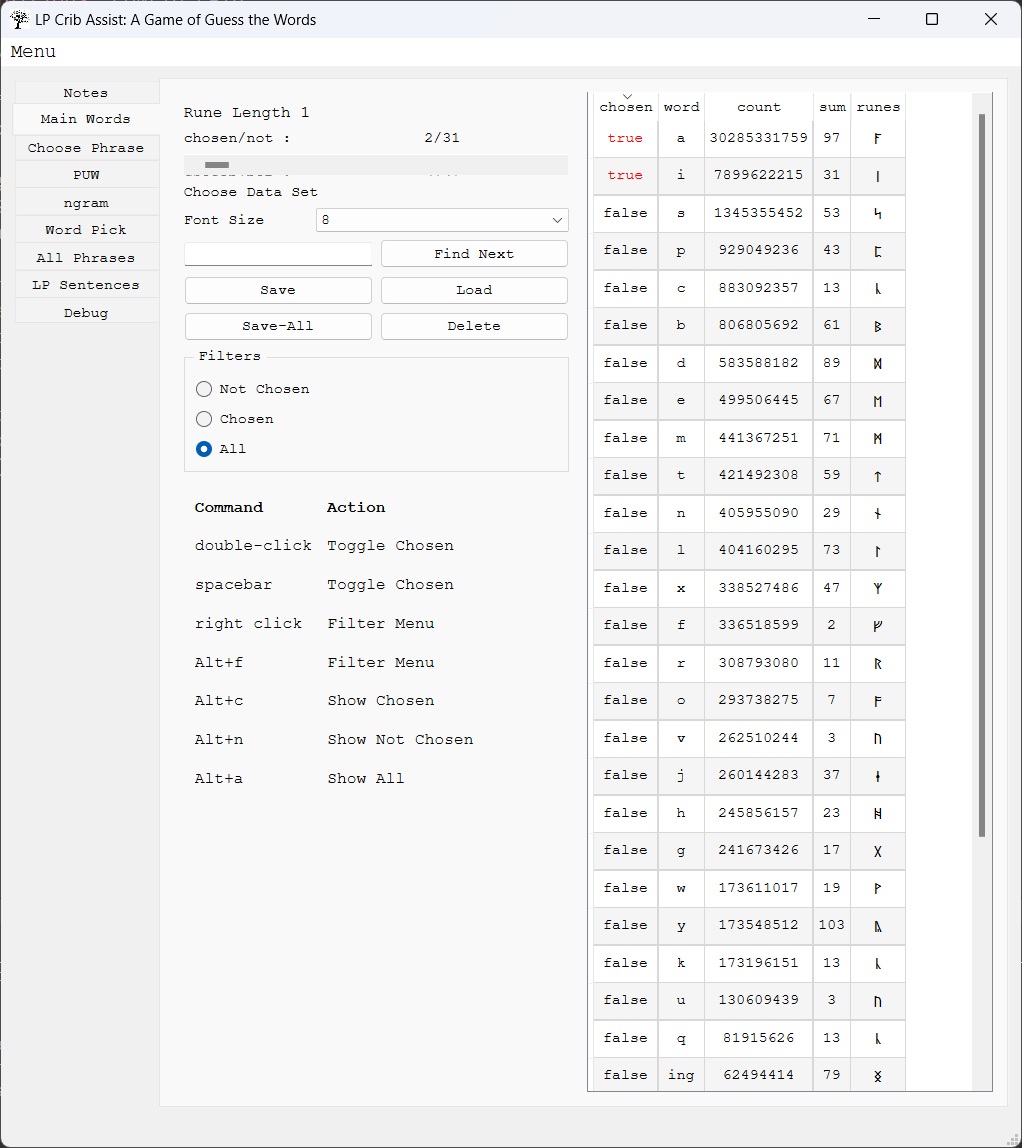 LP Crib Assist: A Game of Guess the Words
Menu
Notes
Main Words
Choose Phrase
PUW
ngram
Word Pick
All Phrases
LP Sentences
Debug
Rune Length 1
chosen/not : 2/31
Choose Data Set
Font Size 8
Find Next
Save Load
Save-All Delete
Filters
Not Chosen
Chosen
All
Command Action
double-click Toggle Chosen
spacebar Toggle Chosen
right click Filter Menu
Alt+f Filter Menu
Alt+c Show Chosen
Alt+n Show Not Chosen
Alt+a Show All
chosen word count sum runes
true a 30285331759 97 ᚪ
true i 7899622215 31 ᛁ
false s 1345355452 53 ᛋ
false p 929049236 43 ᛈ
false c 883092357 13 ᚳ
false b 806805692 61 ᛒ
false d 583588182 89 ᛞ
false e 499506445 67 ᛖ
false m 441367251 71 ᛗ
false t 421492308 59 ᛏ
false n 405955090 29 ᚾ
false l 404160295 73 ᛚ
false x 338527486 47 ᛉ
false f 336518599 2 ᚠ
false r 308793080 11 ᚱ
false o 293738275 7 ᚩ
false v 262510244 3 ᚢ
false j 260144283 37 ᛄ
false h 245856157 23 ᚻ
false g 241673426 17 ᚷ
false w 173611017 19 ᚹ
false y 173548512 103 ᚣ
false k 173196151 13 ᚳ
false u 130609439 3 ᚢ
false q 81915626 13 ᚳ
false ing 62494414 79 ᛝ